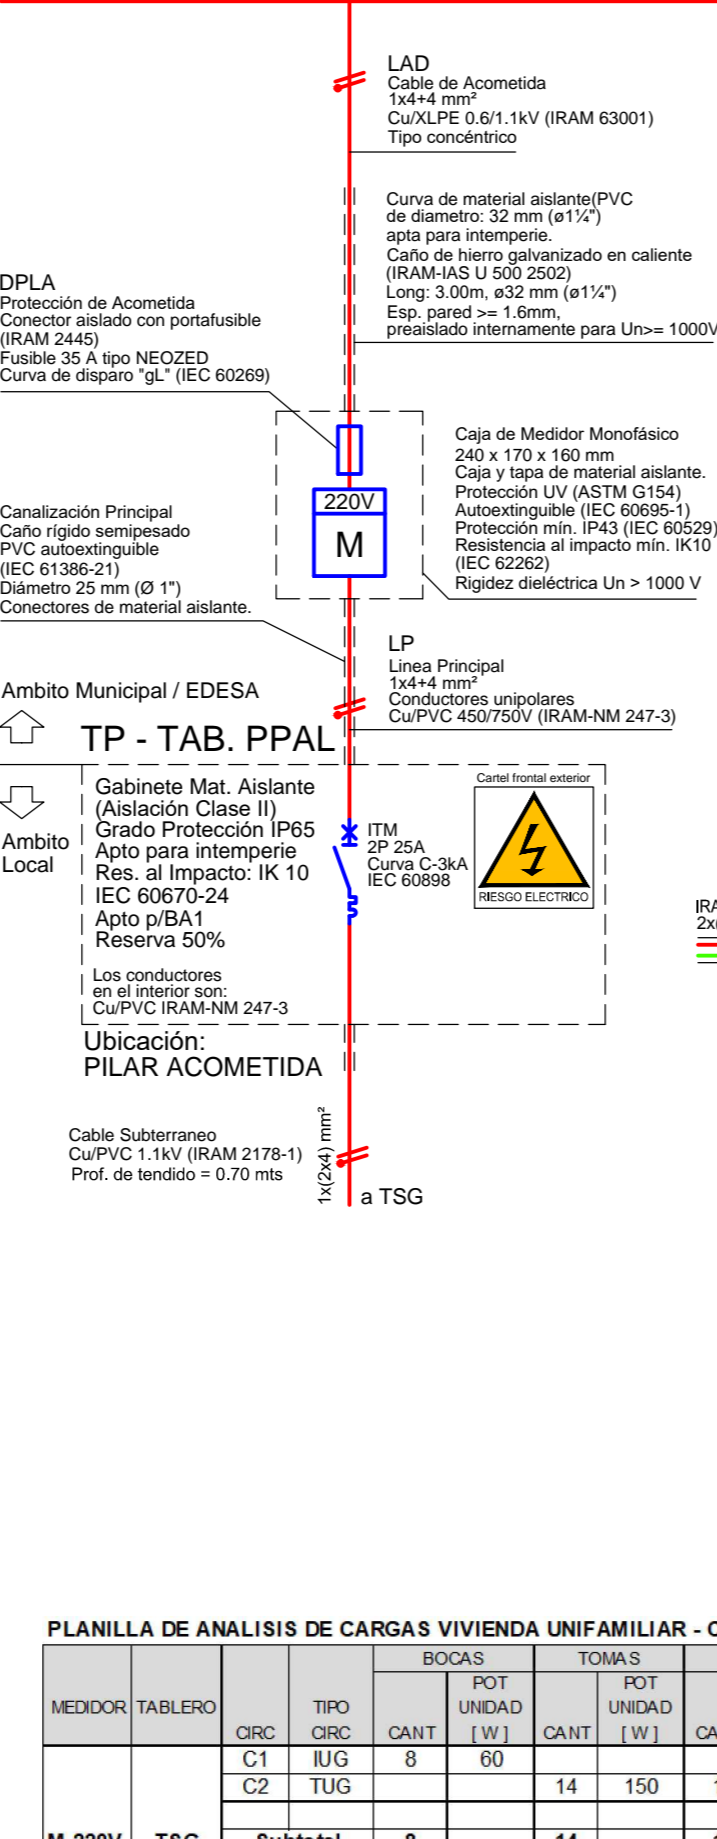 LAD
Cable de Acometida
1x4+4 mm²
Cu/XLPE 0.6/1.1kV (IRAM 63001)
Tipo concéntrico
Curva de material aislante(PVC
de diametro: 32 mm (ø1¼")
apta para intemperie.
Caño de hierro galvanizado en caliente
(IRAM-IAS U 500 2502)
Long: 3.00m, ø32 mm (ø1¼")
Esp. pared >= 1.6mm,
preaislado internamente para Un>= 1000V
DPLA
Protección de Acometida
Conector aislado con portafusible
(IRAM 2445)
Fusible 35 A tipo NEOZED
Curva de disparo "gL" (IEC 60269)
220V
M
Caja de Medidor Monofásico
240 x 170 x 160 mm
Caja y tapa de material aislante.
Protección UV (ASTM G154)
Autoextinguible (IEC 60695-1)
Protección mín. IP43 (IEC 60529)
Resistencia al impacto mín. IK10
(IEC 62262)
Rigidez dieléctrica Un > 1000 V
Canalización Principal
Caño rígido semipesado
PVC autoextinguible
(IEC 61386-21)
Diámetro 25 mm (Ø 1")
Conectores de material aislante.
LP
Linea Principal
1x4+4 mm²
Conductores unipolares
Cu/PVC 450/750V (IRAM-NM 247-3)
Ambito Municipal / EDESA
TP - TAB. PPAL
Ambito
Local
Gabinete Mat. Aislante
(Aislación Clase II)
Grado Protección IP65
Apto para intemperie
Res. al Impacto: IK 10
IEC 60670-24
Apto p/BA1
Reserva 50%
Los conductores
en el interior son:
Cu/PVC IRAM-NM 247-3
ITM
2P 25A
Curva C-3kA
IEC 60898
Cartel frontal exterior
RIESGO ELECTRICO
Ubicación:
PILAR ACOMETIDA
Cable Subterraneo
Cu/PVC 1.1kV (IRAM 2178-1)
Prof. de tendido = 0.70 mts
1x(2x4) mm²
a TSG
PLANILLA DE ANALISIS DE CARGAS VIVIENDA UNIFAMILIAR -
BOCAS TOMAS
MEDIDOR TABLERO CIRC TIPO CIRC CANT POT UNIDAD [ W ] CANT POT UNIDAD [ W ]
C1 IUG 8 60
C2 TUG 14 150
M-220V TSG Subtotal 8 14